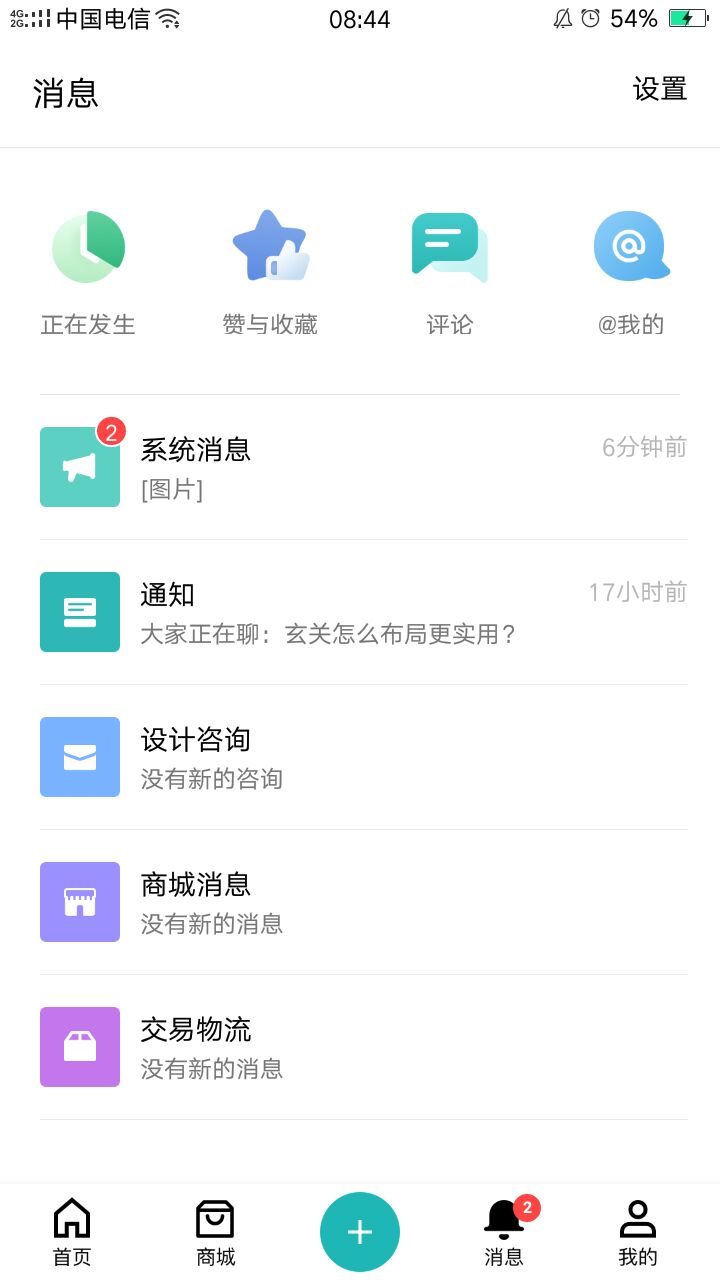 4G 2G 中国电信 08:44 54%
消息 设置
正在发生 赞与收藏 评论 @我的
2
系统消息 6分钟前
[图片]
通知 17小时前
大家正在聊：玄关怎么布局更实用？
设计咨询
没有新的咨询
商城消息
没有新的消息
交易物流
没有新的消息
2
首页 商城 消息 我的